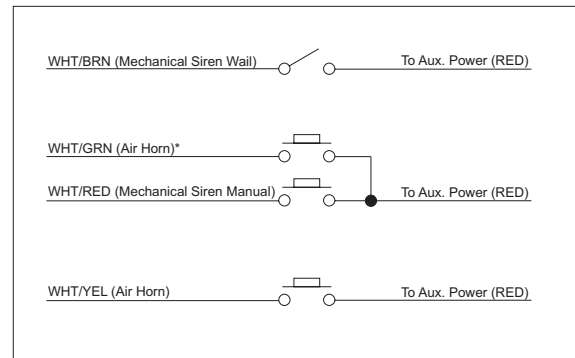 WHT/BRN (Mechanical Siren Wail) To Aux. Power (RED)
WHT/GRN (Air Horn)*
WHT/RED (Mechanical Siren Manual) To Aux. Power (RED)
WHT/YEL (Air Horn) To Aux. Power (RED)